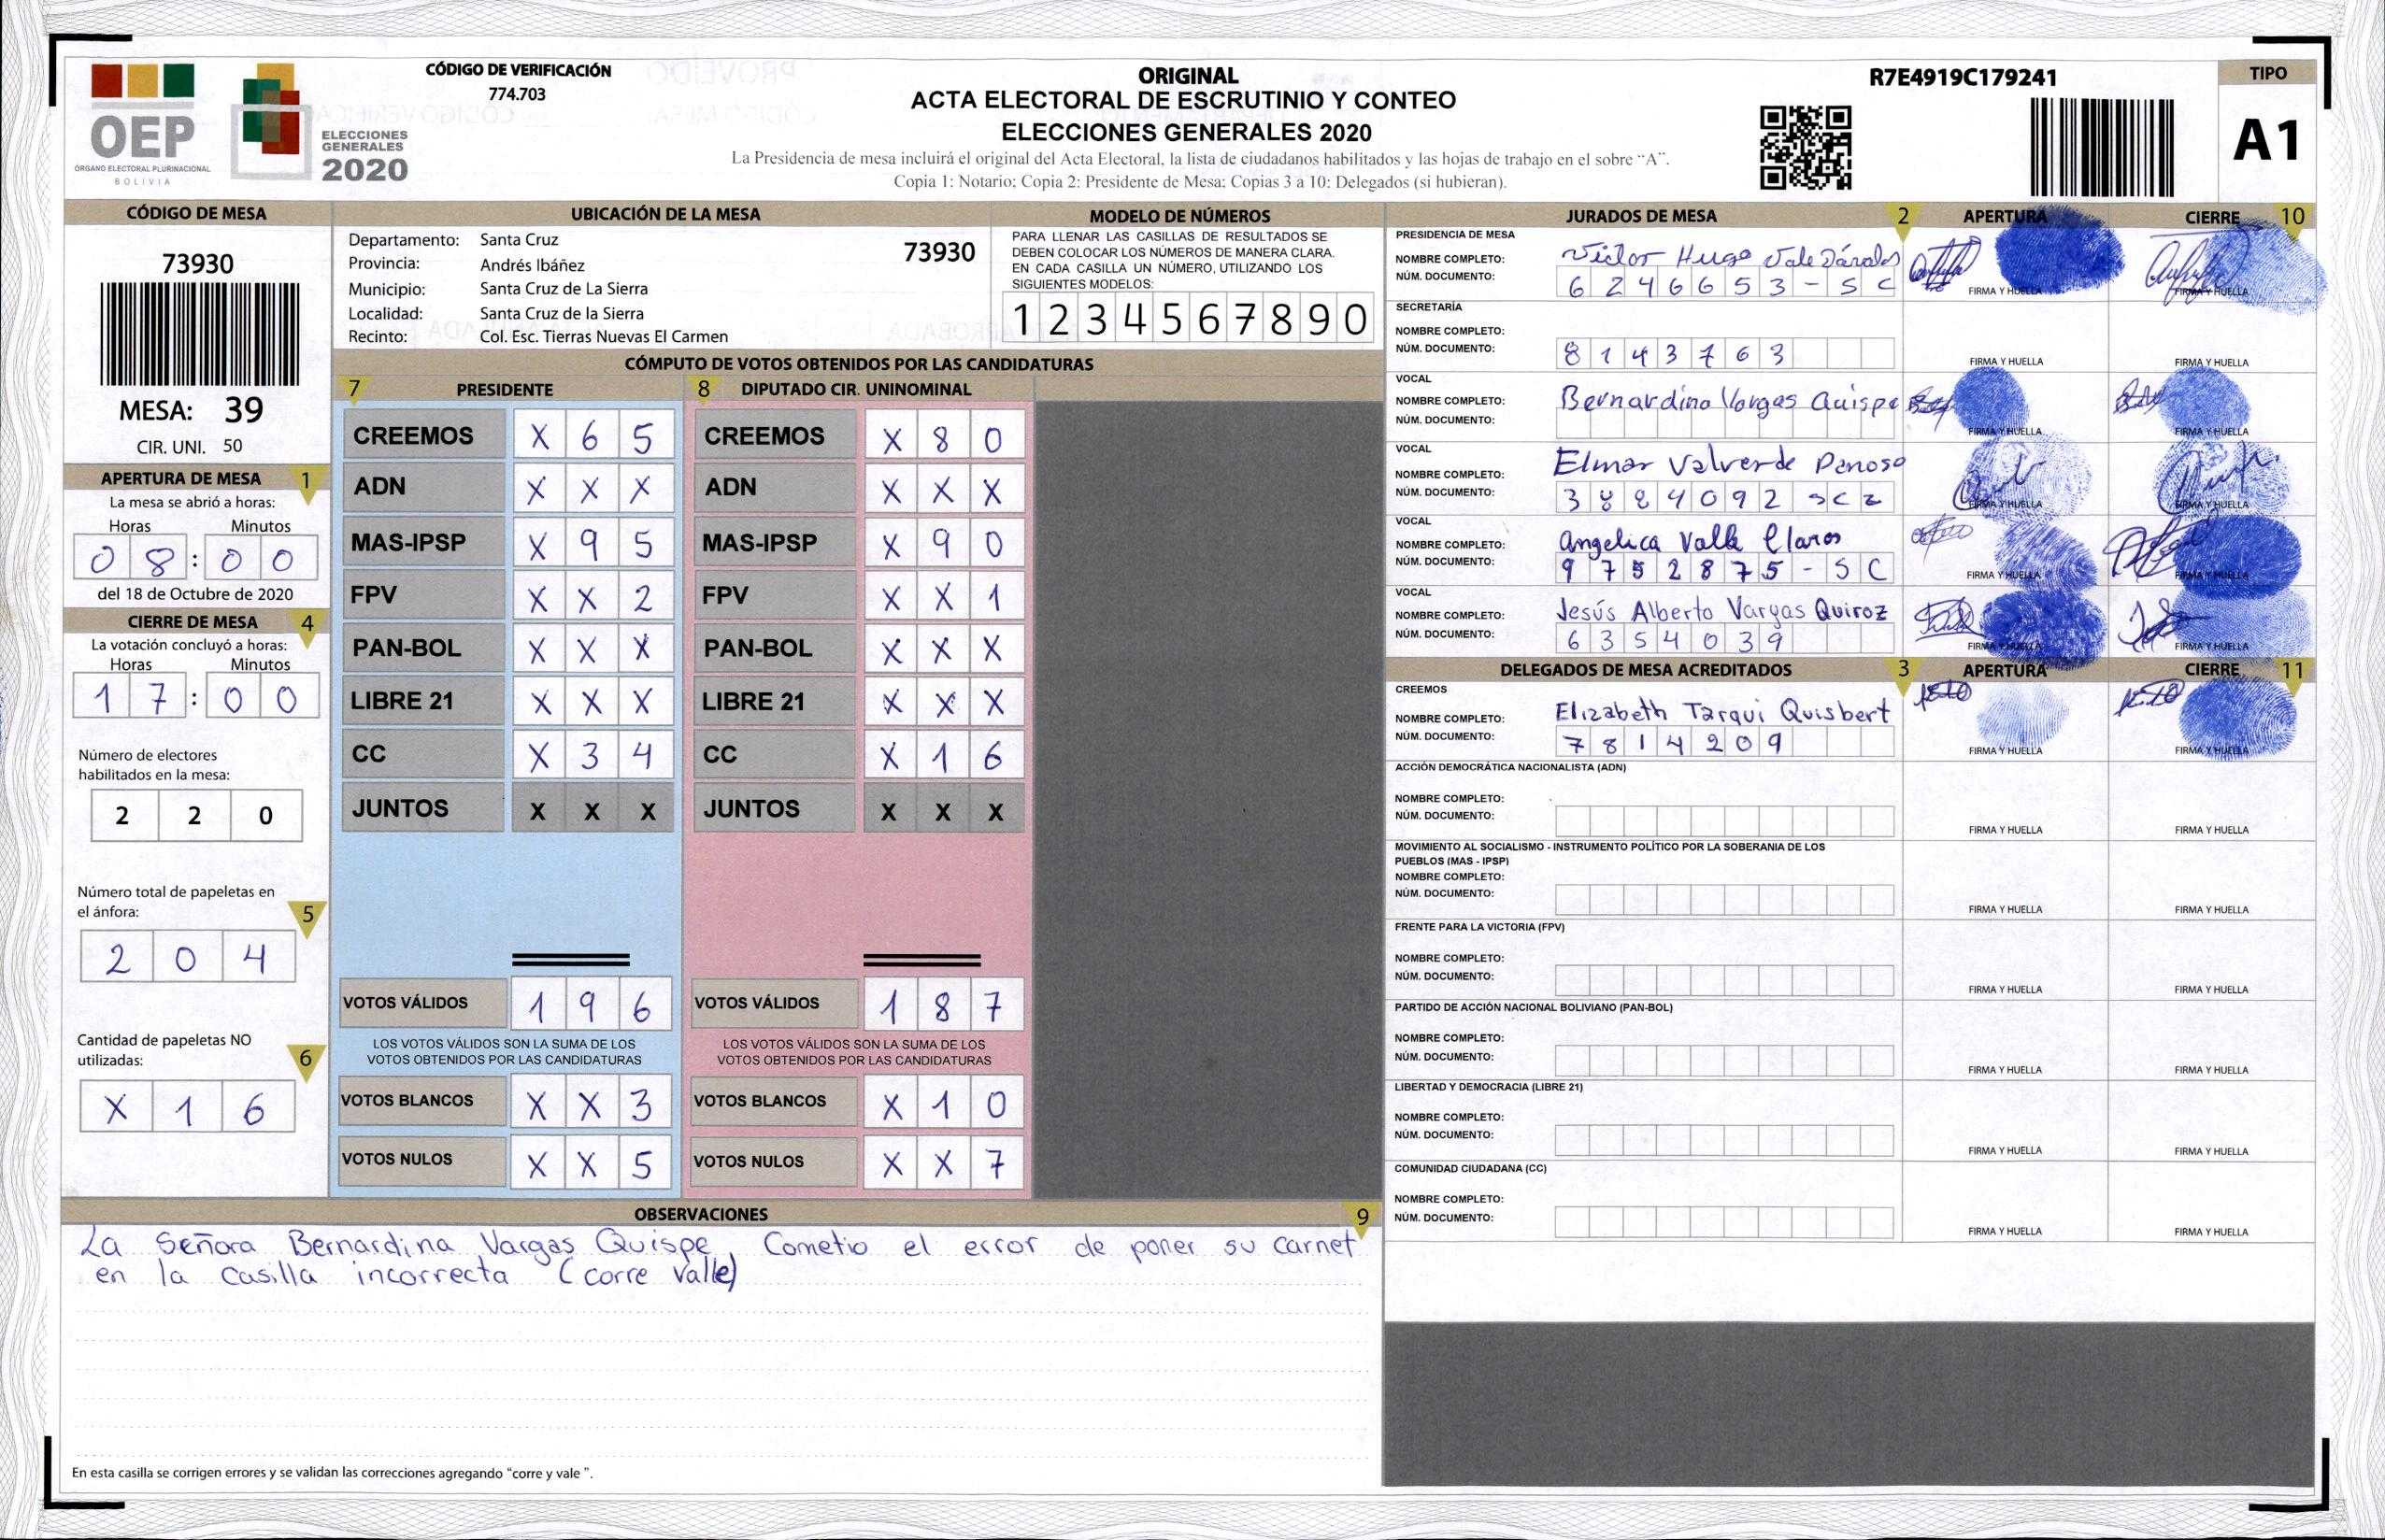 OEP
ÓRGANO ELECTORAL PLURINACIONAL
BOLIVIA
ELECCIONES
GENERALES
2020
CÓDIGO DE VERIFICACIÓN
774.703
ORIGINAL
ACTA ELECTORAL DE ESCRUTINIO Y CONTEO
ELECCIONES GENERALES 2020
La Presidencia de mesa incluirá el original del Acta Electoral, la lista de ciudadanos habilitados y las hojas de trabajo en el sobre “A”.
Copia 1: Notario; Copia 2: Presidente de Mesa; Copias 3 a 10: Delegados (si hubieran).
R7E4919C179241
TIPO
A1
CÓDIGO DE MESA
73930
MESA: 39
CIR. UNI. 50
APERTURA DE MESA 1
La mesa se abrió a horas:
Horas Minutos
0 8 : 0 0
del 18 de Octubre de 2020
CIERRE DE MESA 4
La votación concluyó a horas:
Horas Minutos
1 7 : 0 0
Número de electores
habilitados en la mesa:
2 2 0
Número total de papeletas en
el ánfora: 5
2 0 4
Cantidad de papeletas NO
utilizadas: 6
X 1 6
UBICACIÓN DE LA MESA
Departamento: Santa Cruz 73930
Provincia: Andrés Ibáñez
Municipio: Santa Cruz de La Sierra
Localidad: Santa Cruz de la Sierra
Recinto: Col. Esc. Tierras Nuevas El Carmen
MODELO DE NÚMEROS
PARA LLENAR LAS CASILLAS DE RESULTADOS SE
DEBEN COLOCAR LOS NÚMEROS DE MANERA CLARA.
EN CADA CASILLA UN NÚMERO, UTILIZANDO LOS
SIGUIENTES MODELOS:
1 2 3 4 5 6 7 8 9 0
CÓMPUTO DE VOTOS OBTENIDOS POR LAS CANDIDATURAS
7 PRESIDENTE
CREEMOS X 6 5
ADN X X X
MAS-IPSP X 9 5
FPV X X 2
PAN-BOL X X X
LIBRE 21 X X X
CC X 3 4
JUNTOS X X X
VOTOS VÁLIDOS 1 9 6
LOS VOTOS VÁLIDOS SON LA SUMA DE LOS
VOTOS OBTENIDOS POR LAS CANDIDATURAS
VOTOS BLANCOS X X 3
VOTOS NULOS X X 5
8 DIPUTADO CIR. UNINOMINAL
CREEMOS X 8 0
ADN X X X
MAS-IPSP X 9 0
FPV X X 1
PAN-BOL X X X
LIBRE 21 X X X
CC X 1 6
JUNTOS X X X
VOTOS VÁLIDOS 1 8 7
LOS VOTOS VÁLIDOS SON LA SUMA DE LOS
VOTOS OBTENIDOS POR LAS CANDIDATURAS
VOTOS BLANCOS X 1 0
VOTOS NULOS X X 7
OBSERVACIONES 9
La Señora Bernardina Vargas Quispe, Cometio el error de poner su carnet
en la casilla incorrecta (corre Valle)
En esta casilla se corrigen errores y se validan las correcciones agregando “corre y vale ”.
JURADOS DE MESA 2 APERTURA CIERRE 10
PRESIDENCIA DE MESA
NOMBRE COMPLETO: Victor Hugo
NÚM. DOCUMENTO: 6 2 4 6 6 5 3 - S C
FIRMA Y HUELLA FIRMA Y HUELLA
SECRETARÍA
NOMBRE COMPLETO:
NÚM. DOCUMENTO: 8 1 4 3 7 6 3
FIRMA Y HUELLA FIRMA Y HUELLA
VOCAL
NOMBRE COMPLETO: Bernardina Vargas Quispe
NÚM. DOCUMENTO:
FIRMA Y HUELLA FIRMA Y HUELLA
VOCAL
NOMBRE COMPLETO: Elmar Valverde Panoso
NÚM. DOCUMENTO: 3 8 8 4 0 9 2 S C Z
FIRMA Y HUELLA FIRMA Y HUELLA
VOCAL
NOMBRE COMPLETO: Angelica Valle Claros
NÚM. DOCUMENTO: 9 7 5 2 8 7 5 - S C
FIRMA Y HUELLA FIRMA Y HUELLA
VOCAL
NOMBRE COMPLETO: Jesús Alberto Vargas Quiroz
NÚM. DOCUMENTO: 6 3 5 4 0 3 9
FIRMA Y HUELLA FIRMA Y HUELLA
DELEGADOS DE MESA ACREDITADOS 3 APERTURA CIERRE 11
CREEMOS
NOMBRE COMPLETO: Elizabeth Tarqui Quisbert
NÚM. DOCUMENTO: 7 8 1 4 2 0 9
FIRMA Y HUELLA FIRMA Y HUELLA
ACCIÓN DEMOCRÁTICA NACIONALISTA (ADN)
NOMBRE COMPLETO:
NÚM. DOCUMENTO:
FIRMA Y HUELLA FIRMA Y HUELLA
MOVIMIENTO AL SOCIALISMO - INSTRUMENTO POLÍTICO POR LA SOBERANIA DE LOS
PUEBLOS (MAS - IPSP)
NOMBRE COMPLETO:
NÚM. DOCUMENTO:
FIRMA Y HUELLA FIRMA Y HUELLA
FRENTE PARA LA VICTORIA (FPV)
NOMBRE COMPLETO:
NÚM. DOCUMENTO:
FIRMA Y HUELLA FIRMA Y HUELLA
PARTIDO DE ACCIÓN NACIONAL BOLIVIANO (PAN-BOL)
NOMBRE COMPLETO:
NÚM. DOCUMENTO:
FIRMA Y HUELLA FIRMA Y HUELLA
LIBERTAD Y DEMOCRACIA (LIBRE 21)
NOMBRE COMPLETO:
NÚM. DOCUMENTO:
FIRMA Y HUELLA FIRMA Y HUELLA
COMUNIDAD CIUDADANA (CC)
NOMBRE COMPLETO:
NÚM. DOCUMENTO:
FIRMA Y HUELLA FIRMA Y HUELLA